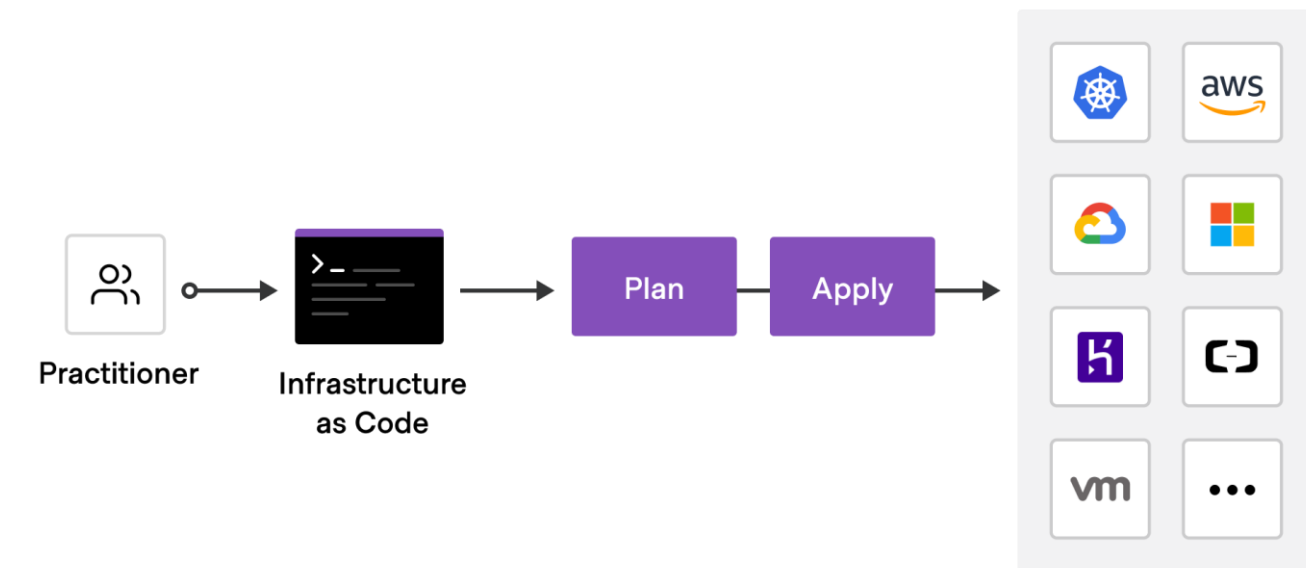 aws
Plan
Apply
Practitioner
Infrastructure
as Code
vm